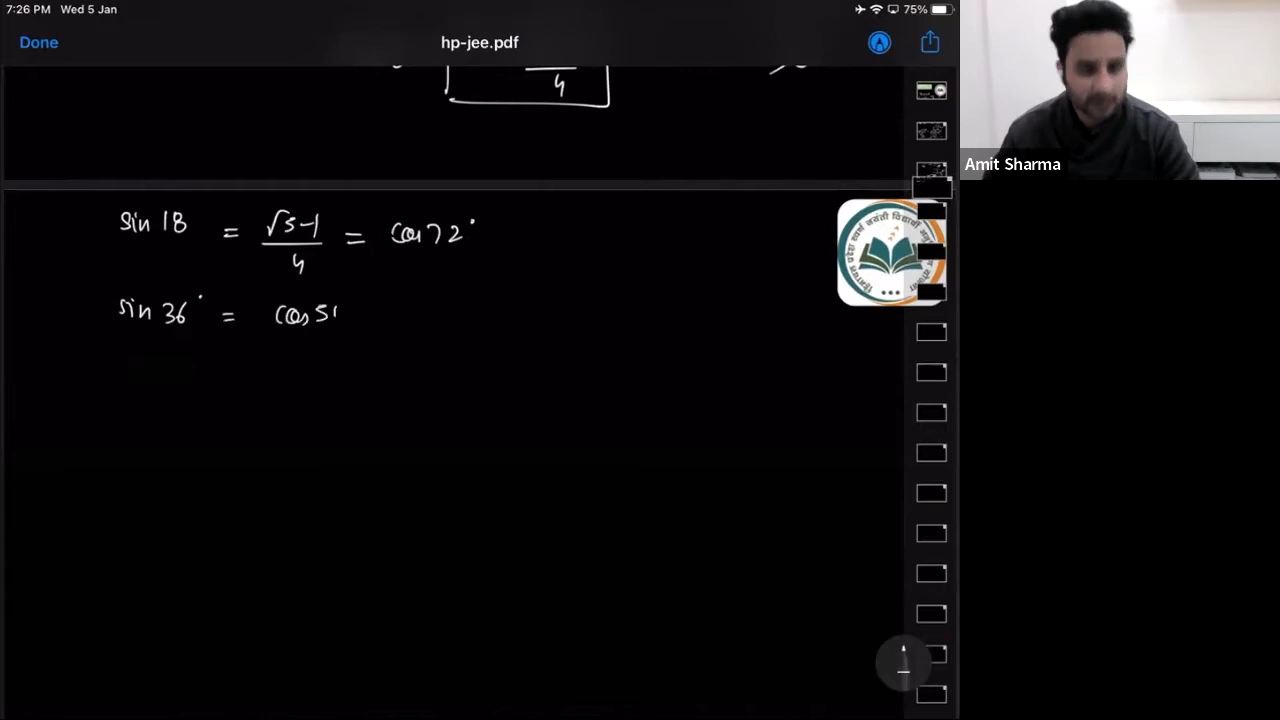 7:26 PM Wed 5 Jan
75%
Done
hp-jee.pdf
4
Amit Sharma
sin 18 = √5-1/4 = cos 72°
sin 36° = cos 5